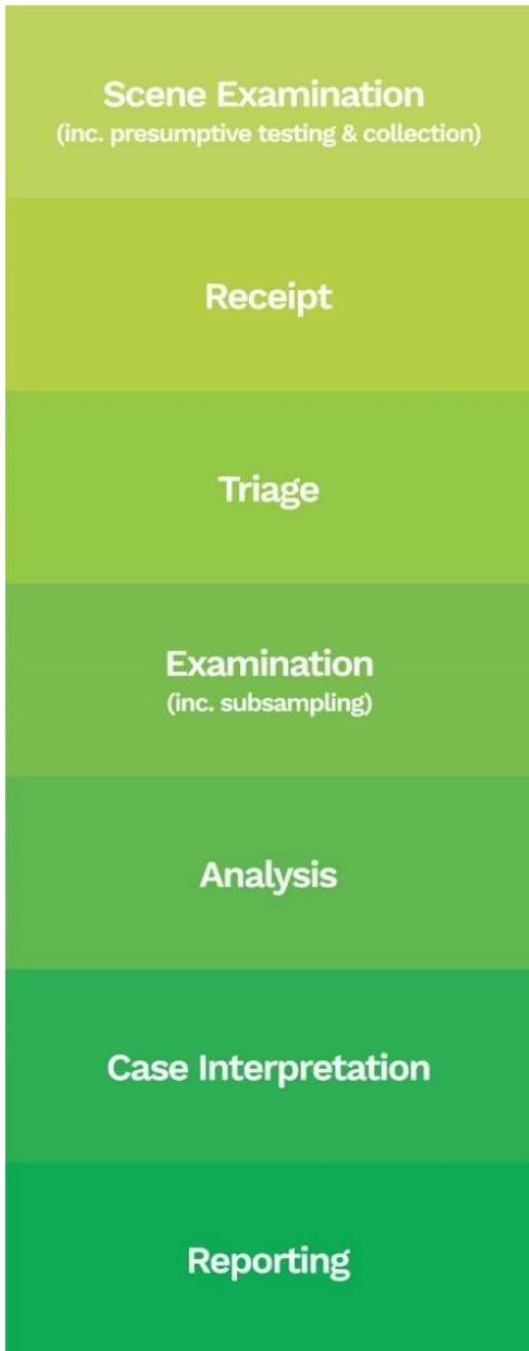 Scene Examination
(inc. presumptive testing & collection)
Receipt
Triage
Examination
(inc. subsampling)
Analysis
Case Interpretation
Reporting